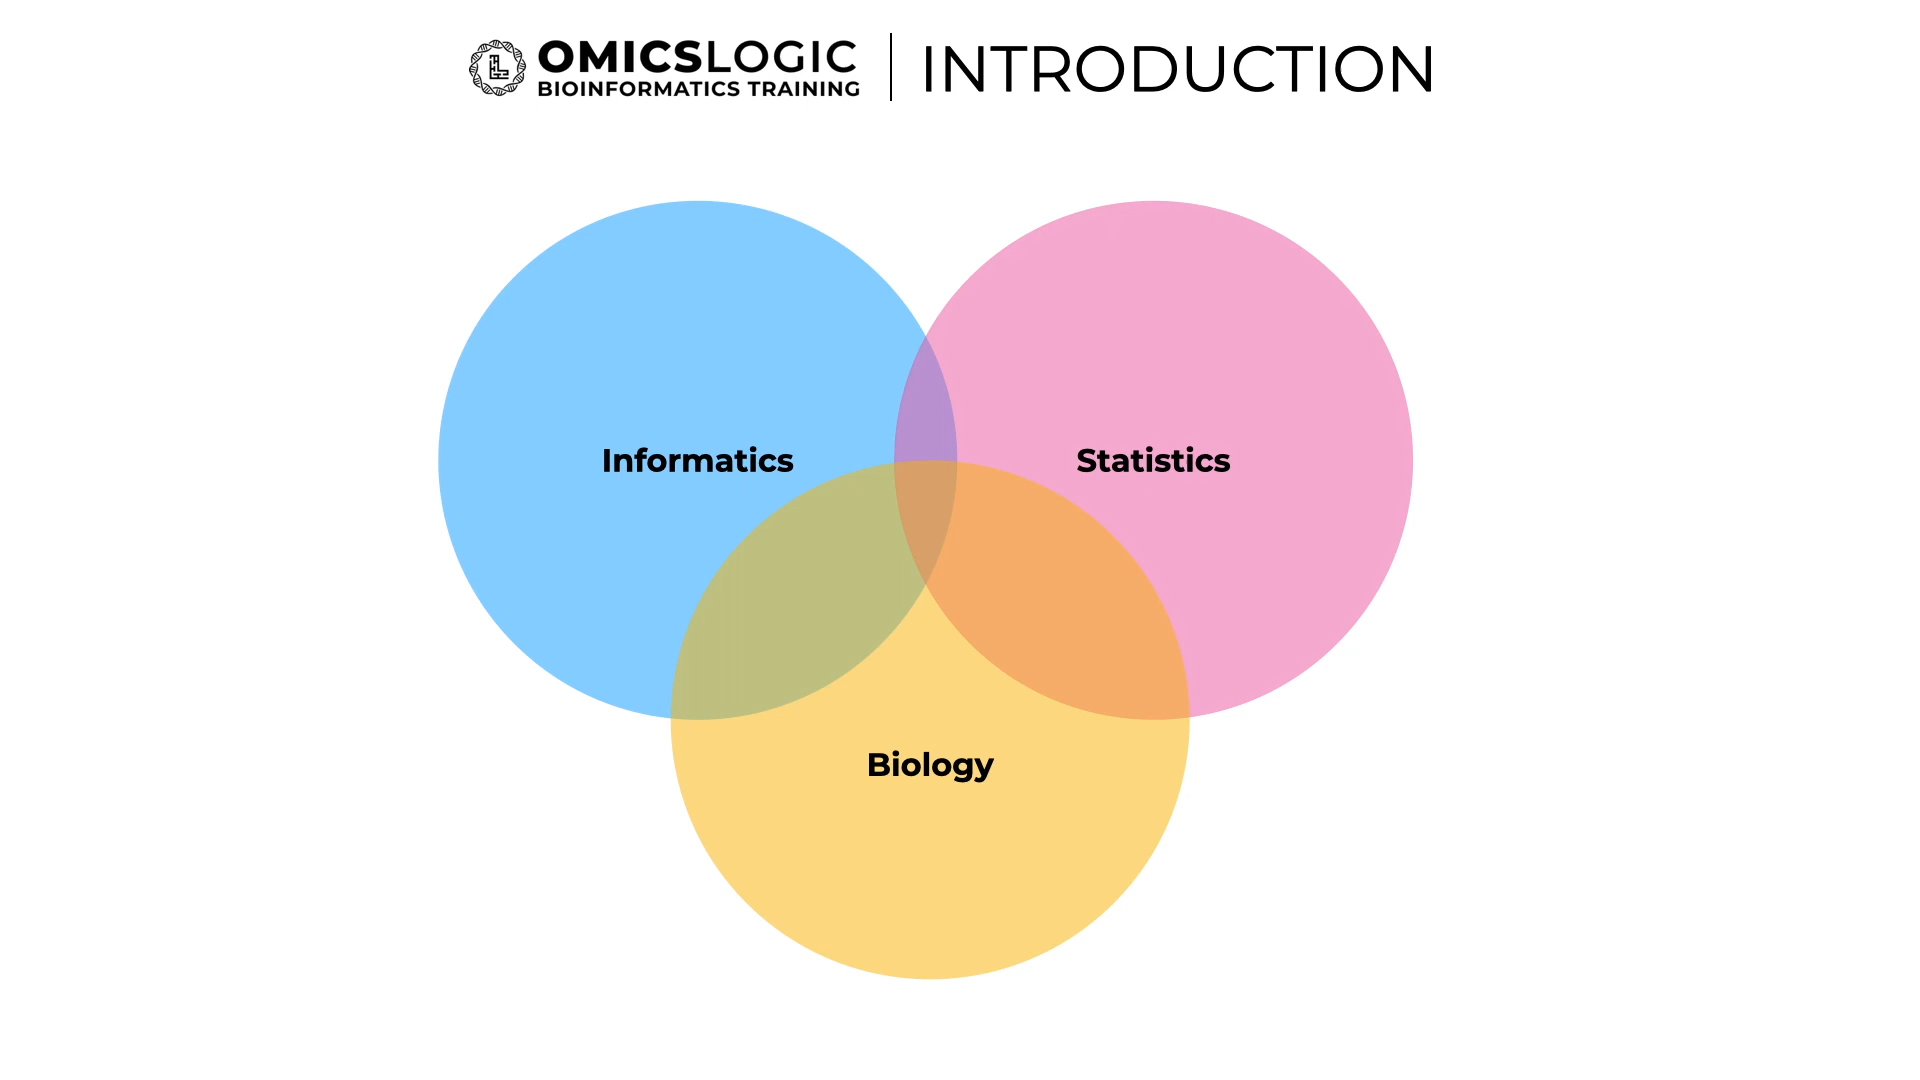 OMICSLOGIC
BIOINFORMATICS TRAINING
INTRODUCTION
Informatics
Statistics
Biology